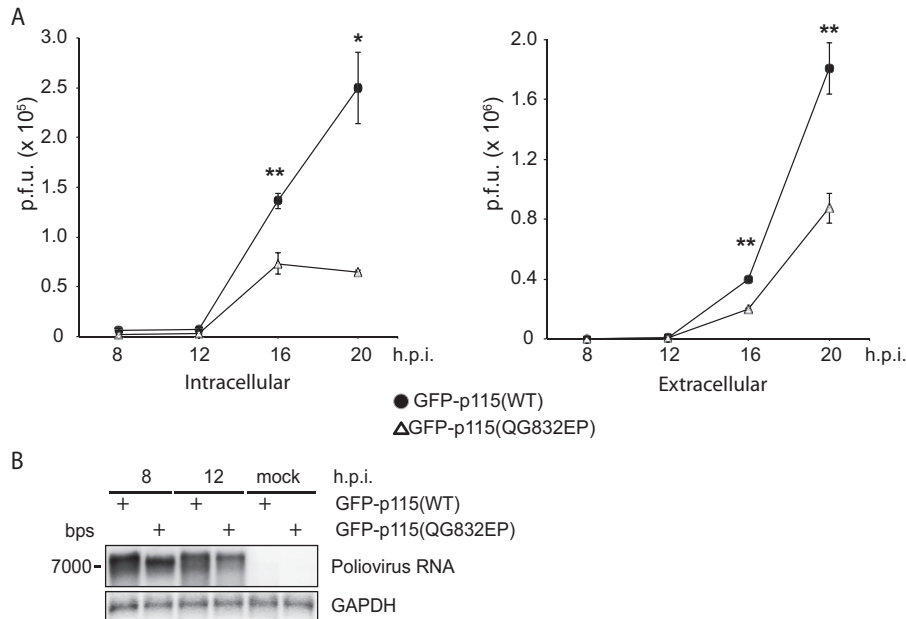 A
p.f.u. (x 10⁵)
3.0
2.5
2.0
1.5
1.0
0.5
0
*
**
8 12 16 20 h.p.i.
Intracellular
p.f.u. (x 10⁶)
2.0
1.6
1.2
0.8
0.4
0
**
**
8 12 16 20 h.p.i.
Extracellular
GFP-p115(WT)
GFP-p115(QG832EP)
B
8 12 mock h.p.i.
+ + + GFP-p115(WT)
bps + + + GFP-p115(QG832EP)
7000 Poliovirus RNA
GAPDH